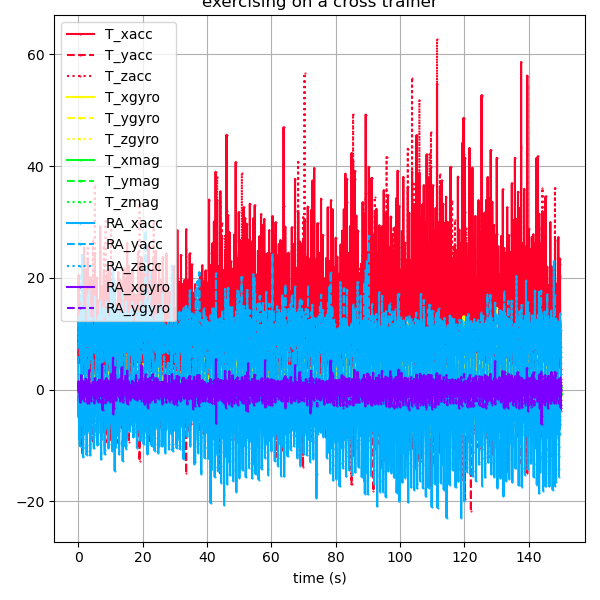 exercising on a cross trainer
T_xacc
T_yacc
T_zacc
T_xgyro
T_ygyro
T_zgyro
T_xmag
T_ymag
T_zmag
RA_xacc
RA_yacc
RA_zacc
RA_xgyro
RA_ygyro
60
40
20
0
−20
0 20 40 60 80 100 120 140
time (s)